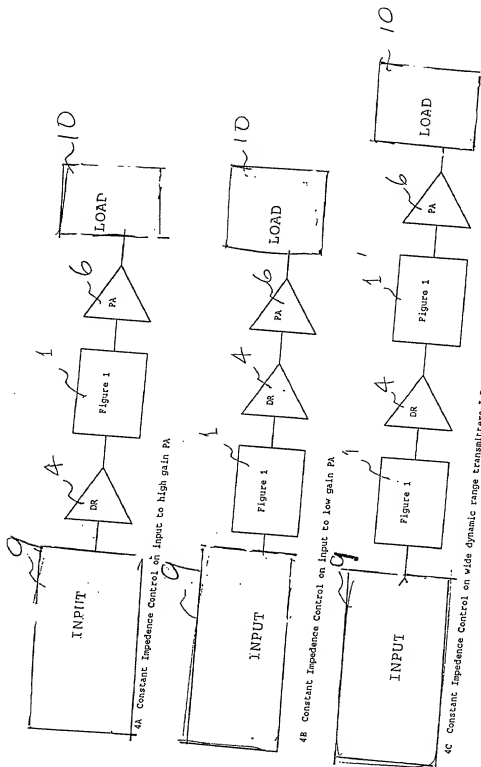 INPUT
9
DR
4
Figure 1
1
PA
6
LOAD
10
4A Constant Impedence Control on input to high gain PA
INPUT
9
Figure 1
1
DR
4
PA
6
LOAD
10
4B Constant Impedence Control on input to low gain PA
INPUT
9
Figure 1
1
DR
4
Figure 1
1'
PA
6
LOAD
10
4C Constant Impedence Control on wide dynamic range transmitters